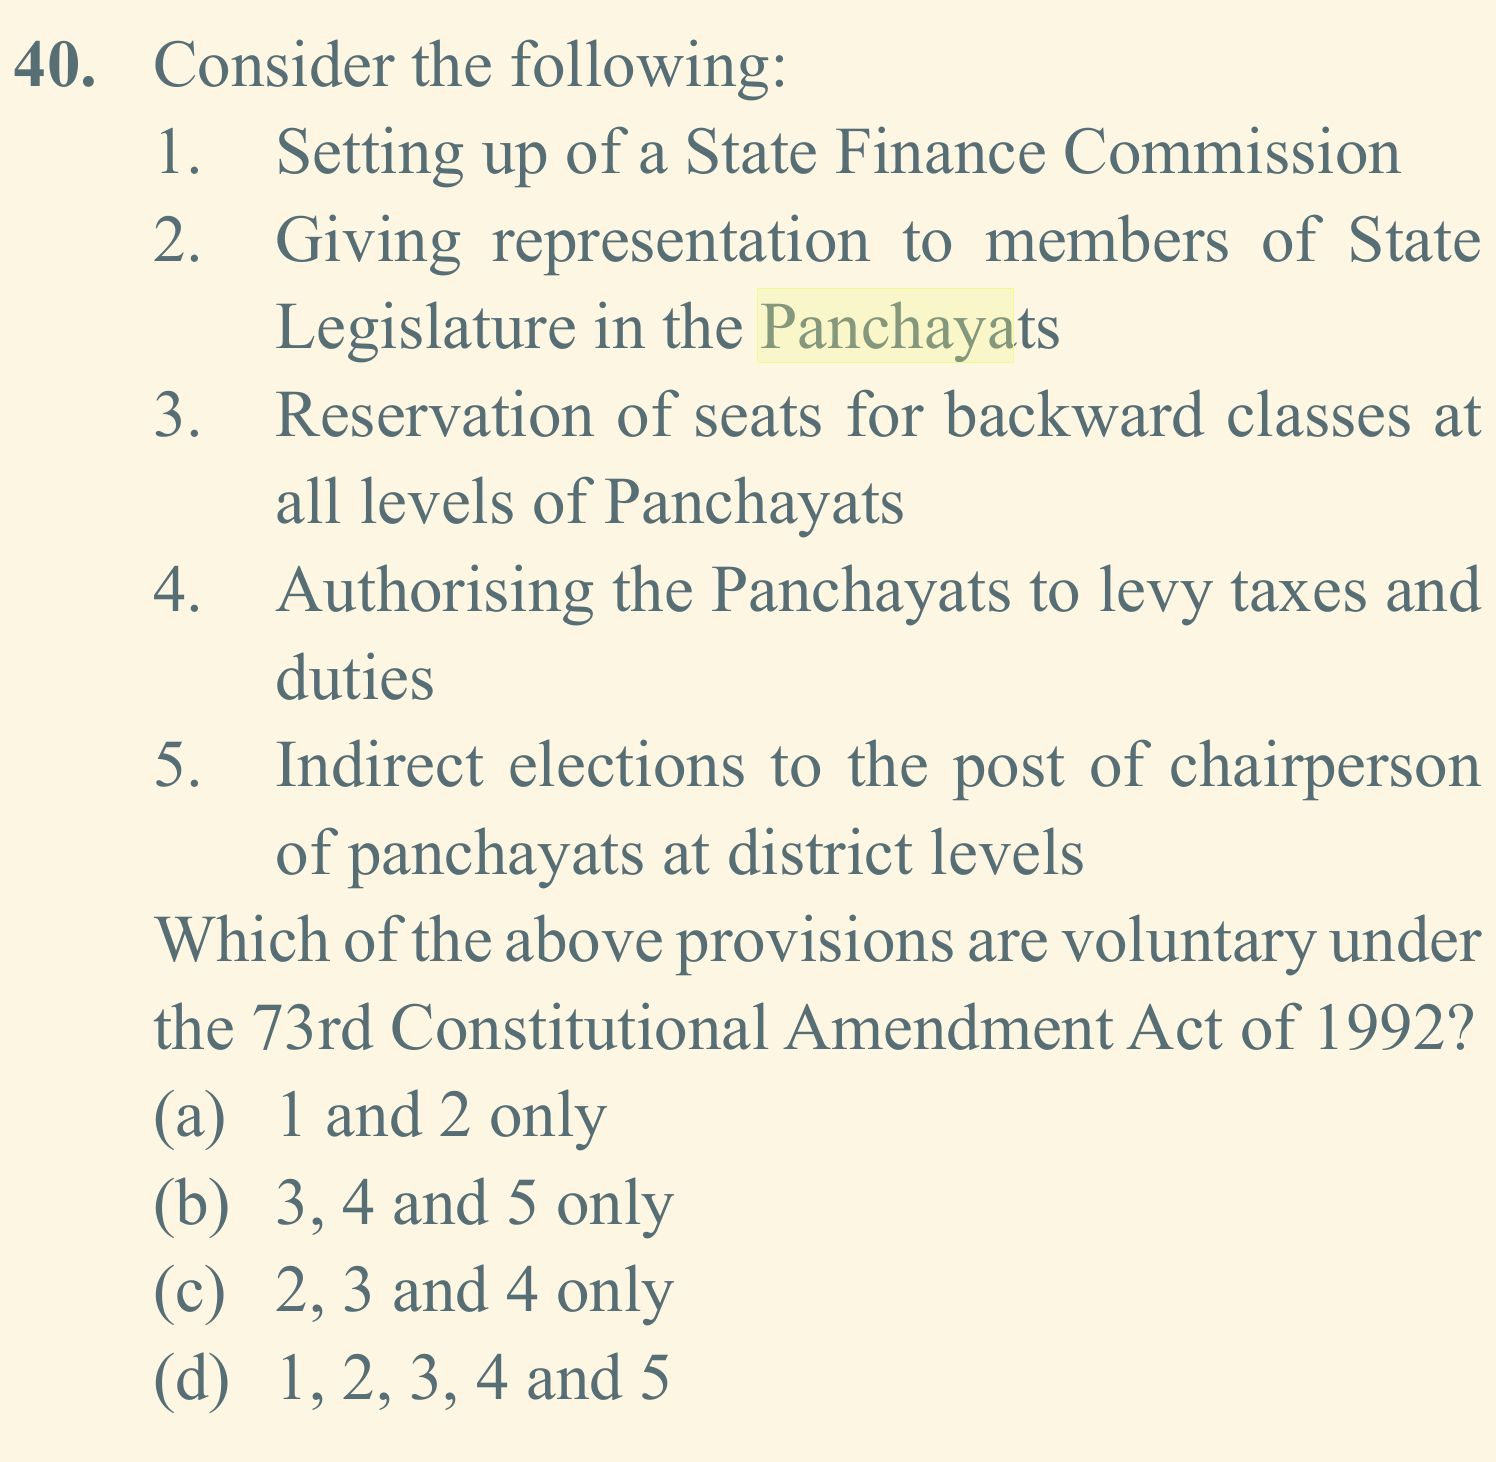 40. Consider the following:
1. Setting up of a State Finance Commission
2. Giving representation to members of State
Legislature in the Panchayats
3. Reservation of seats for backward classes at
all levels of Panchayats
4. Authorising the Panchayats to levy taxes and
duties
5. Indirect elections to the post of chairperson
of panchayats at district levels
Which of the above provisions are voluntary under
the 73rd Constitutional Amendment Act of 1992?
(a) 1 and 2 only
(b) 3, 4 and 5 only
(c) 2, 3 and 4 only
(d) 1, 2, 3, 4 and 5